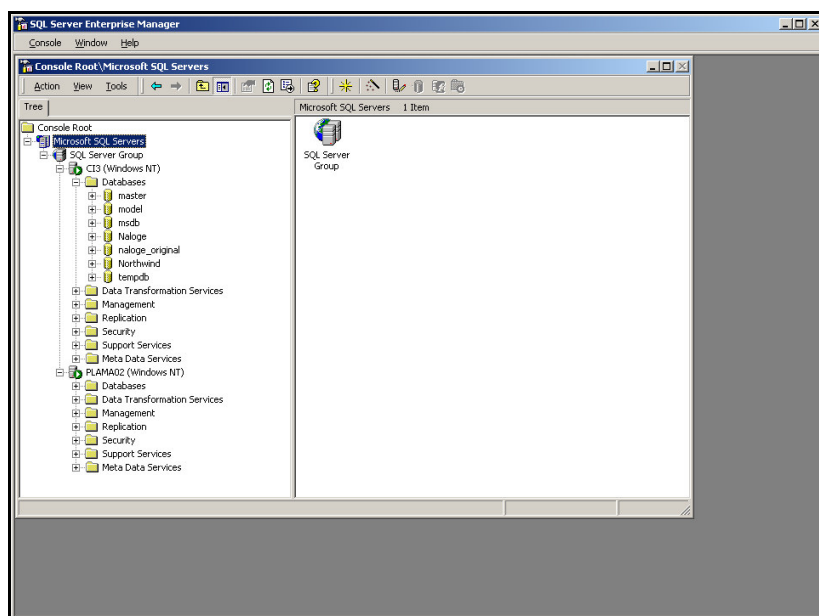 SQL Server Enterprise Manager
Console Window Help
Console Root\Microsoft SQL Servers
Action View Tools
Tree
Microsoft SQL Servers 1 Item
Console Root
Microsoft SQL Servers
SQL Server Group
CI3 (Windows NT)
Databases
master
model
msdb
Naloge
naloge_original
Northwind
tempdb
Data Transformation Services
Management
Replication
Security
Support Services
Meta Data Services
PLAMA02 (Windows NT)
Databases
Data Transformation Services
Management
Replication
Security
Support Services
Meta Data Services
SQL Server
Group